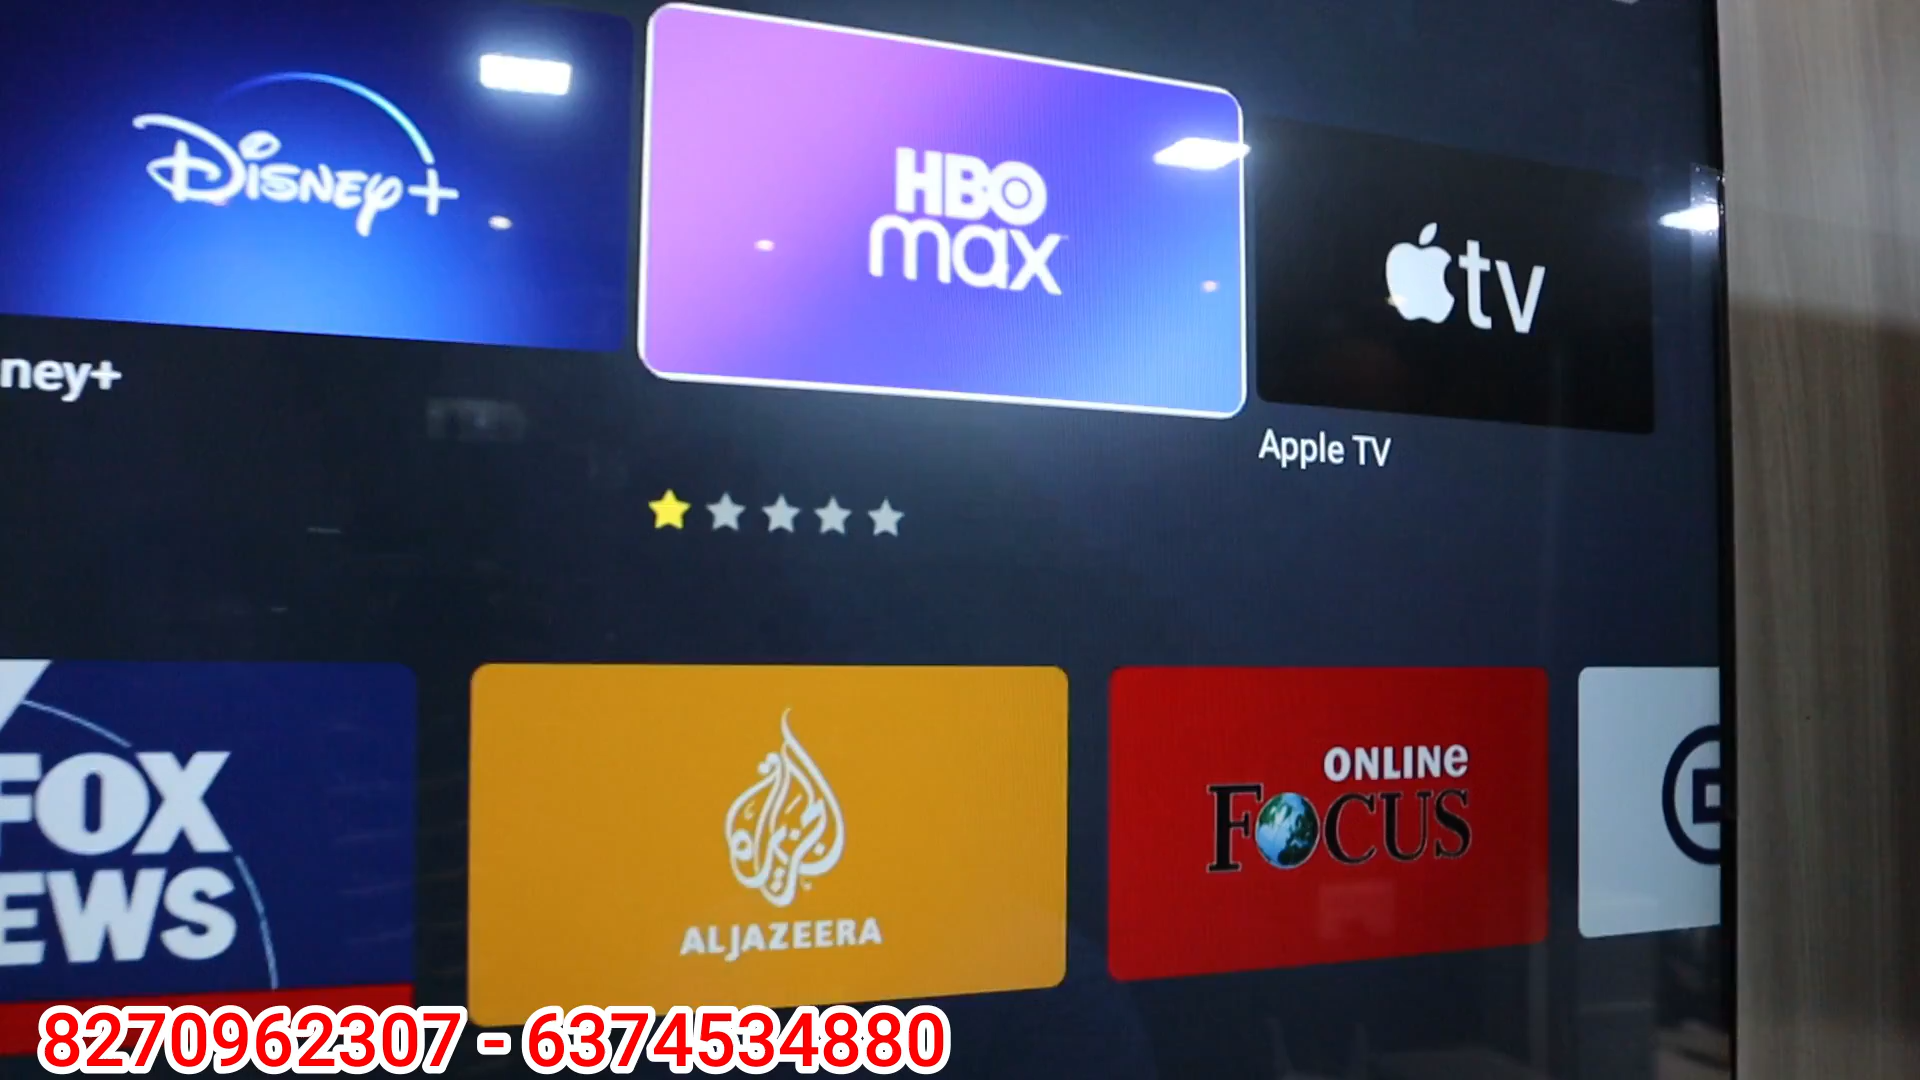 Disney+
HBO
max
tv
ney+
Apple TV
FOX
EWS
ALJAZEERA
ONLINe
FOCUS
8270962307 - 6374534880